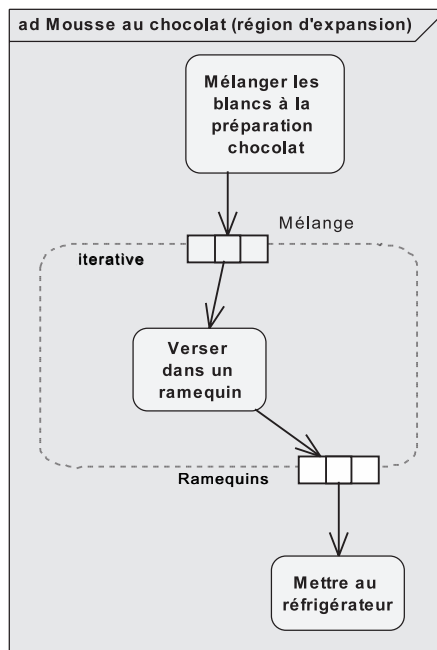 ad Mousse au chocolat (région d'expansion)
Mélanger les
blancs à la
préparation
chocolat
Mélange
iterative
Verser
dans un
ramequin
Ramequins
Mettre au
réfrigérateur